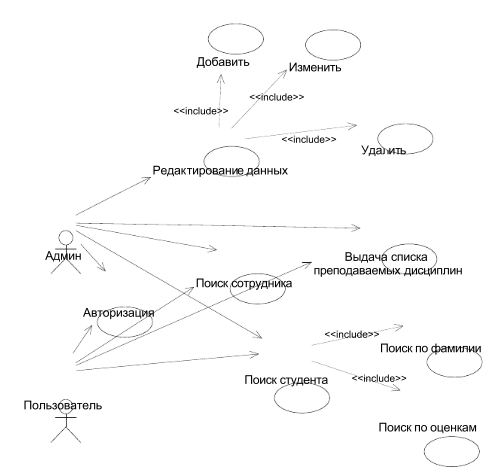 Добавить
Изменить
<<include>>
<<include>>
<<include>>
Удалить
Редактирование данных
Админ
Выдача списка
преподаваемых дисциплин
Поиск сотрудника
Авторизация
<<include>>
Поиск по фамилии
Поиск студента
<<include>>
Пользователь
Поиск по оценкам